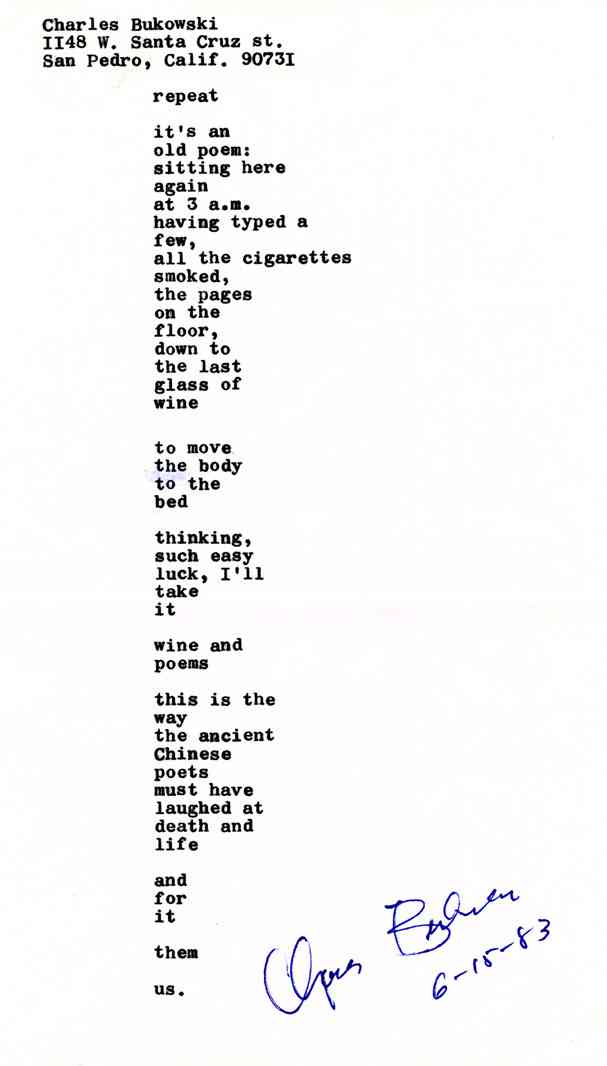 Charles Bukowski
II48 W. Santa Cruz st.
San Pedro, Calif. 9073I
repeat
it's an
old poem:
sitting here
again
at 3 a.m.
having typed a
few,
all the cigarettes
smoked,
the pages
on the
floor,
down to
the last
glass of
wine
to move
the body
to the
bed
thinking,
such easy
luck, I'll
take
it
wine and
poems
this is the
way
the ancient
Chinese
poets
must have
laughed at
death and
life
and
for
it
them
us.
Charles Bukowski
6-15-83